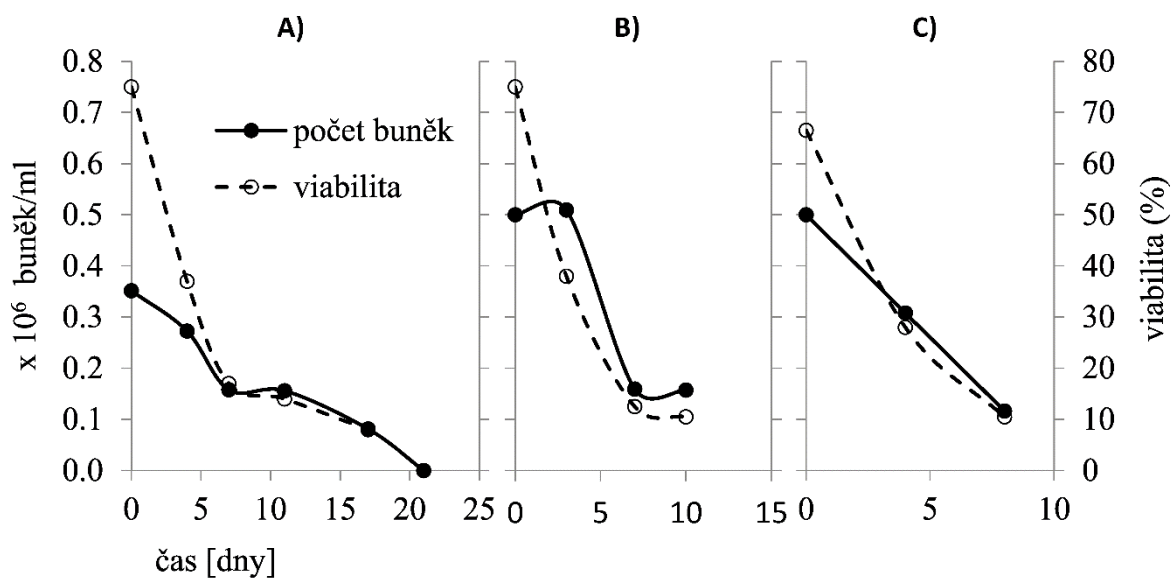 A)
B)
C)
0.8
0.7
0.6
0.5
0.4
0.3
0.2
0.1
0.0
x 10⁶ buněk/ml
počet buněk
viabilita
80
70
60
50
40
30
20
10
0
viabilita (%)
0 5 10 15 20 25
0 5 10 15
0 5 10
čas [dny]